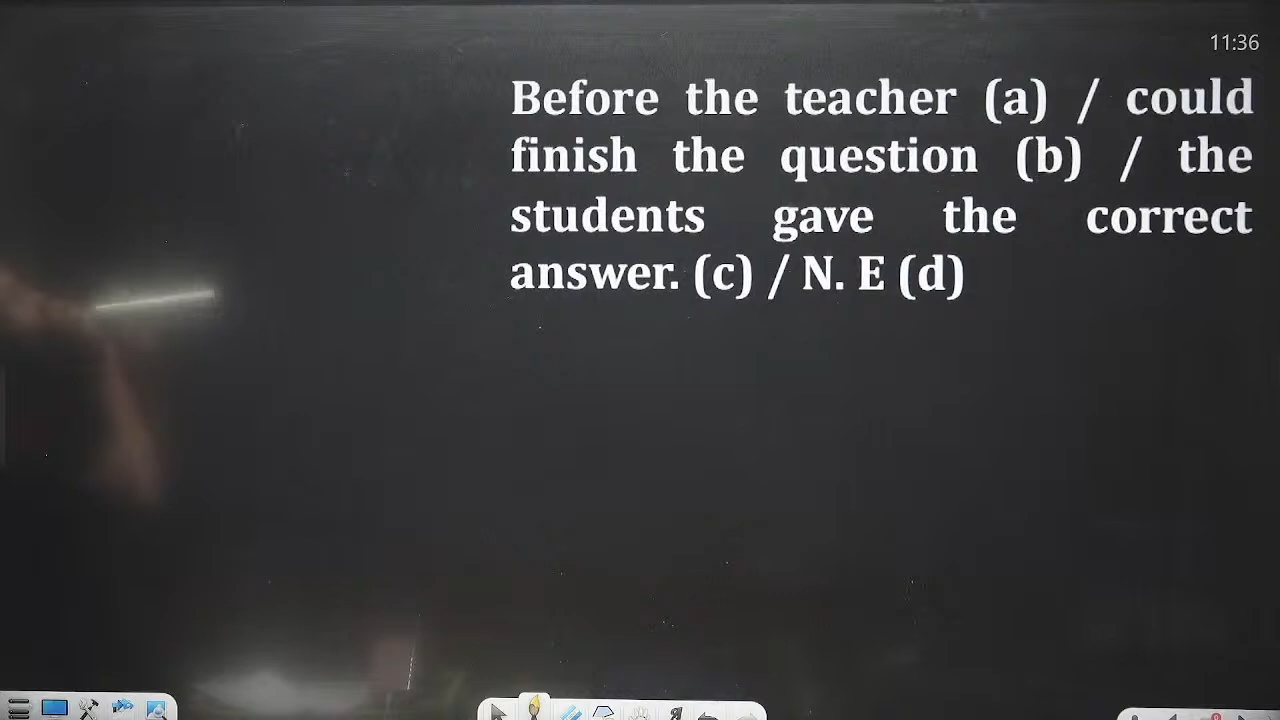 11:36
Before the teacher (a) / could
finish the question (b) / the
students gave the correct
answer. (c) / N. E (d)